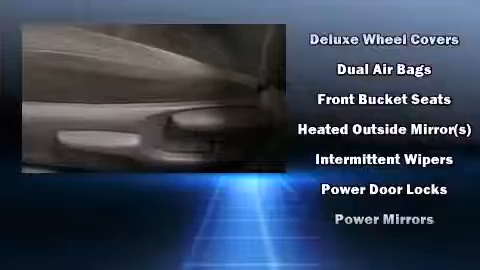 Deluxe Wheel Covers
Dual Air Bags
Front Bucket Seats
Heated Outside Mirror(s)
Intermittent Wipers
Power Door Locks
Power Mirrors